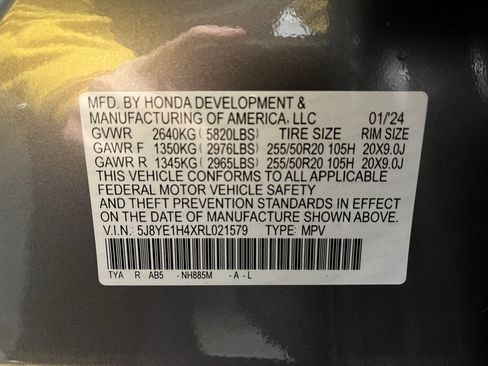 MFD. BY HONDA DEVELOPMENT &
MANUFACTURING OF AMERICA, LLC 01/'24
GVWR 2640KG (5820LBS) TIRE SIZE RIM SIZE
GAWR F 1350KG (2976LBS) 255/50R20 105H 20X9.0J
GAWR R 1345KG (2965LBS) 255/50R20 105H 20X9.0J
THIS VEHICLE CONFORMS TO ALL APPLICABLE
FEDERAL MOTOR VEHICLE SAFETY
AND THEFT PREVENTION STANDARDS IN EFFECT
ON THE DATE OF MANUFACTURE SHOWN ABOVE.
V.I.N.: 5J8YE1H4XRL021579 TYPE: MPV
TYA R AB5 -NH885M -A-L